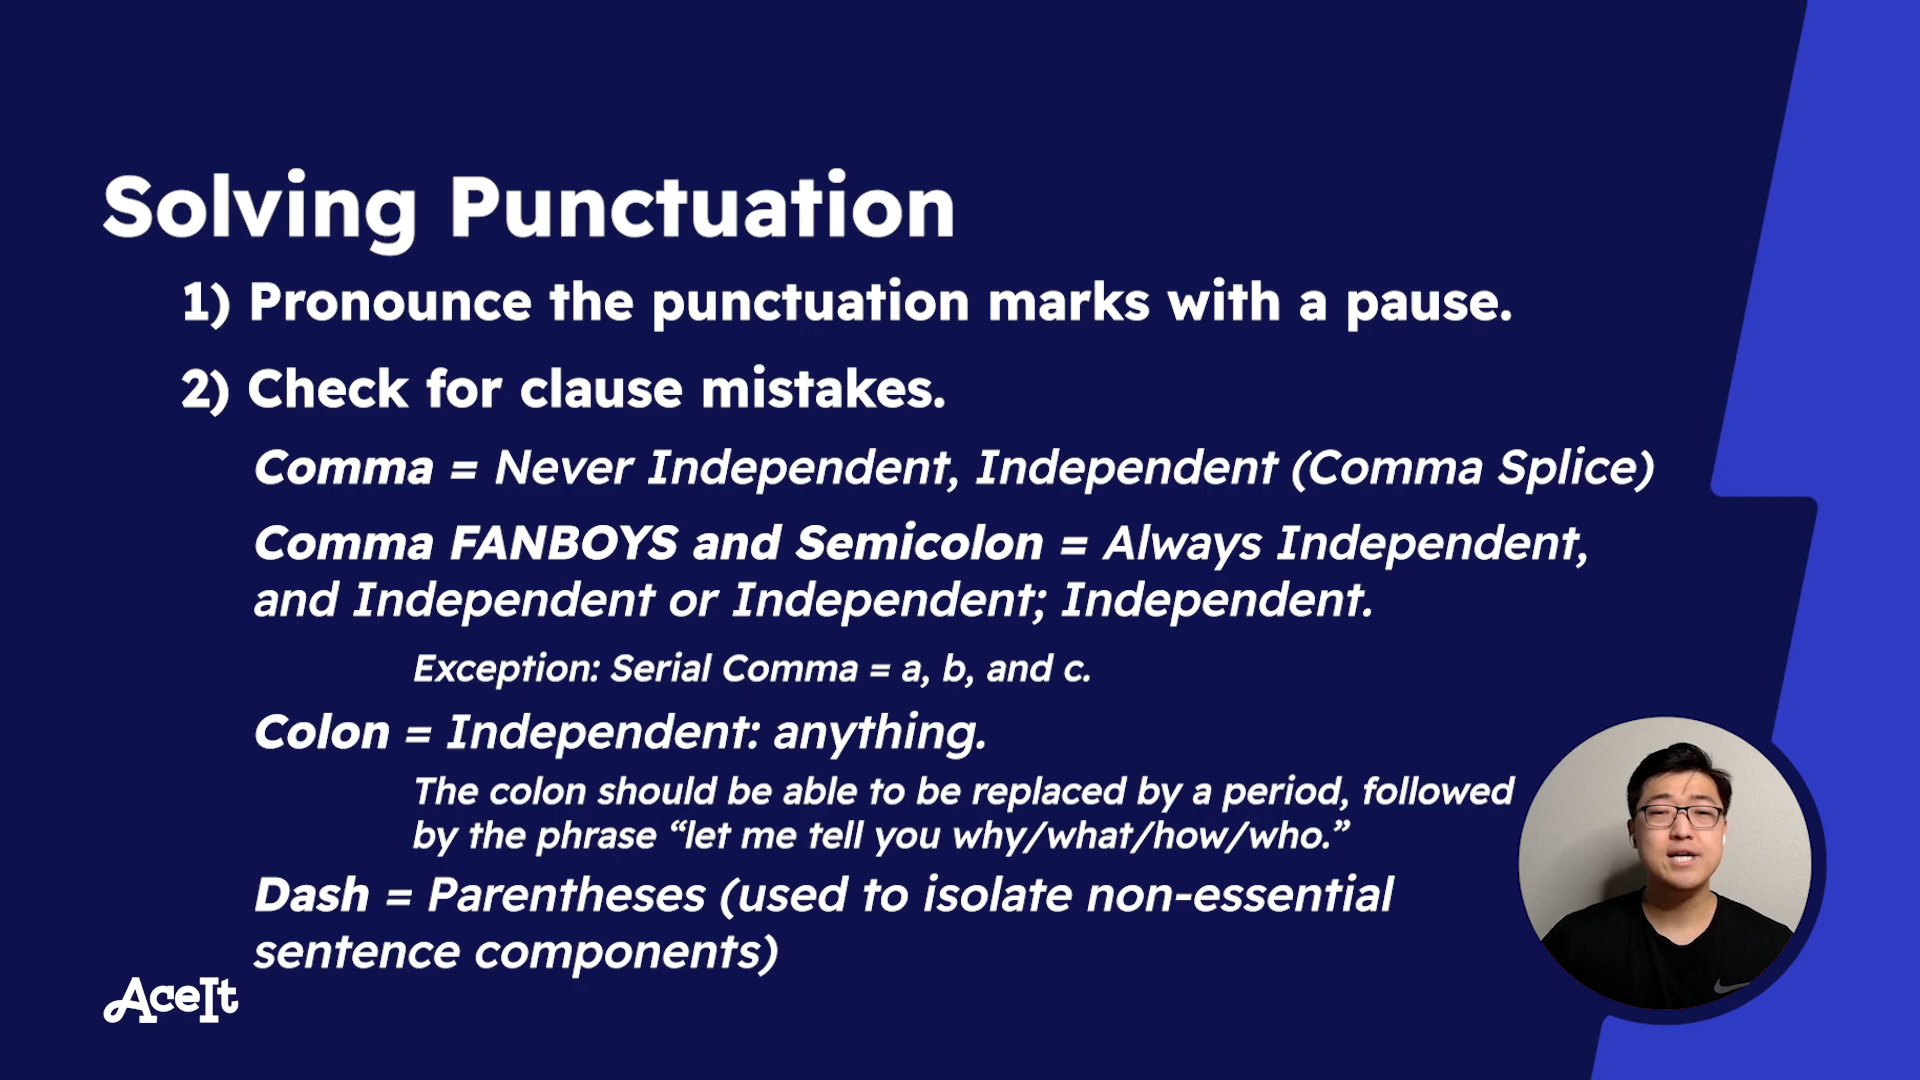 Solving Punctuation
1) Pronounce the punctuation marks with a pause.
2) Check for clause mistakes.
Comma = Never Independent, Independent (Comma Splice)
Comma FANBOYS and Semicolon = Always Independent,
and Independent or Independent; Independent.
Exception: Serial Comma = a, b, and c.
Colon = Independent: anything.
The colon should be able to be replaced by a period, followed
by the phrase “let me tell you why/what/how/who.”
Dash = Parentheses (used to isolate non-essential
sentence components)
AceIt